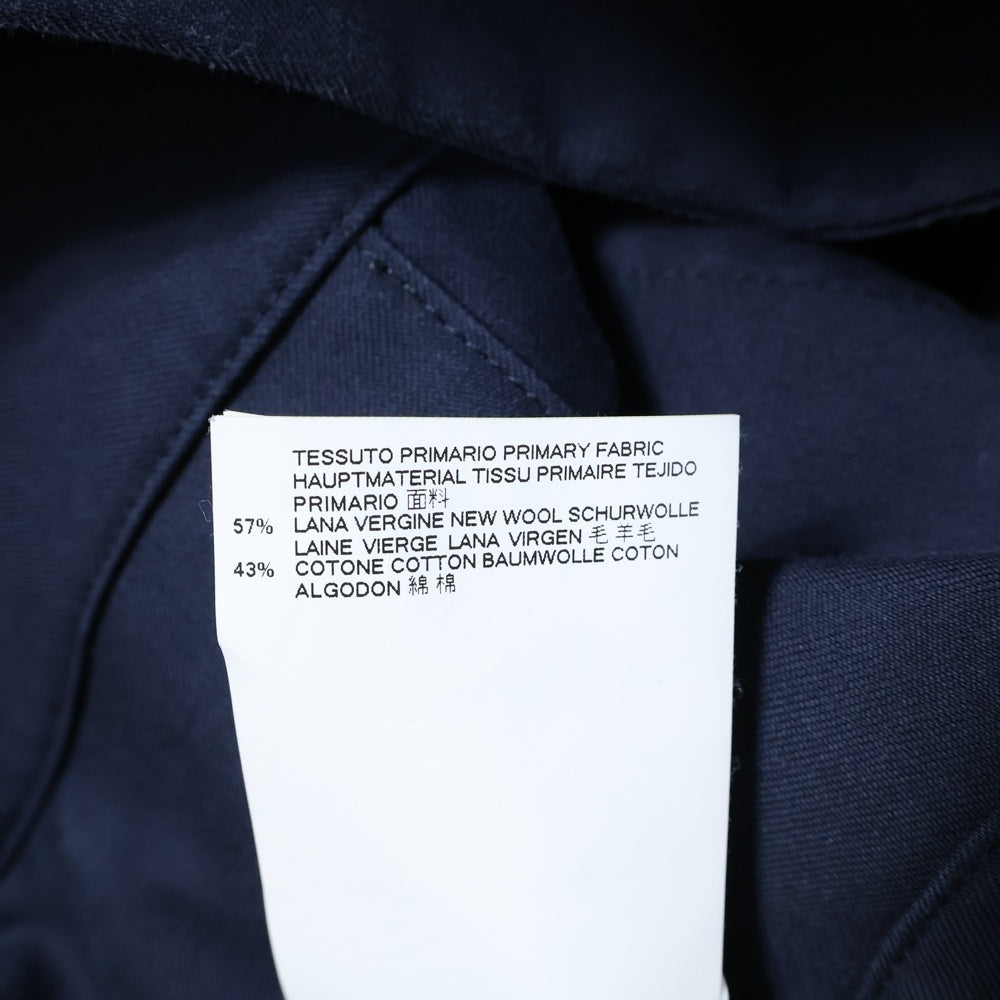 TESSUTO PRIMARIO PRIMARY FABRIC
HAUPTMATERIAL TISSU PRIMAIRE TEJIDO
PRIMARIO 面料
57% LANA VERGINE NEW WOOL SCHURWOLLE
LAINE VIERGE LANA VIRGEN 毛 羊毛
43% COTONE COTTON BAUMWOLLE COTON
ALGODON 綿 棉